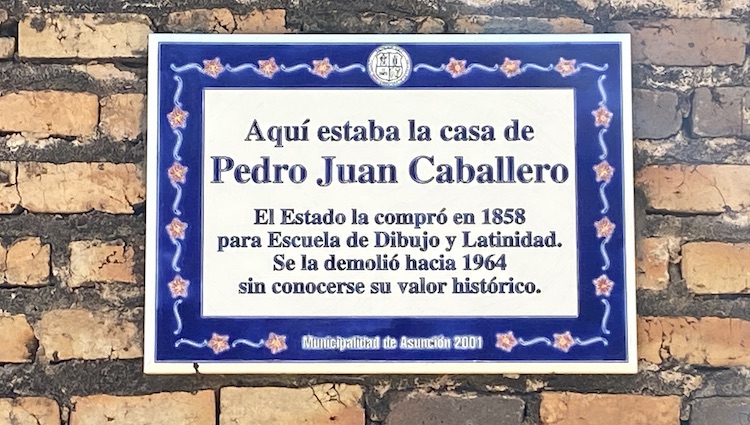 Aquí estaba la casa de
Pedro Juan Caballero
El Estado la compró en 1858
para Escuela de Dibujo y Latinidad.
Se la demolió hacia 1964
sin conocerse su valor histórico.
Municipalidad de Asunción 2001